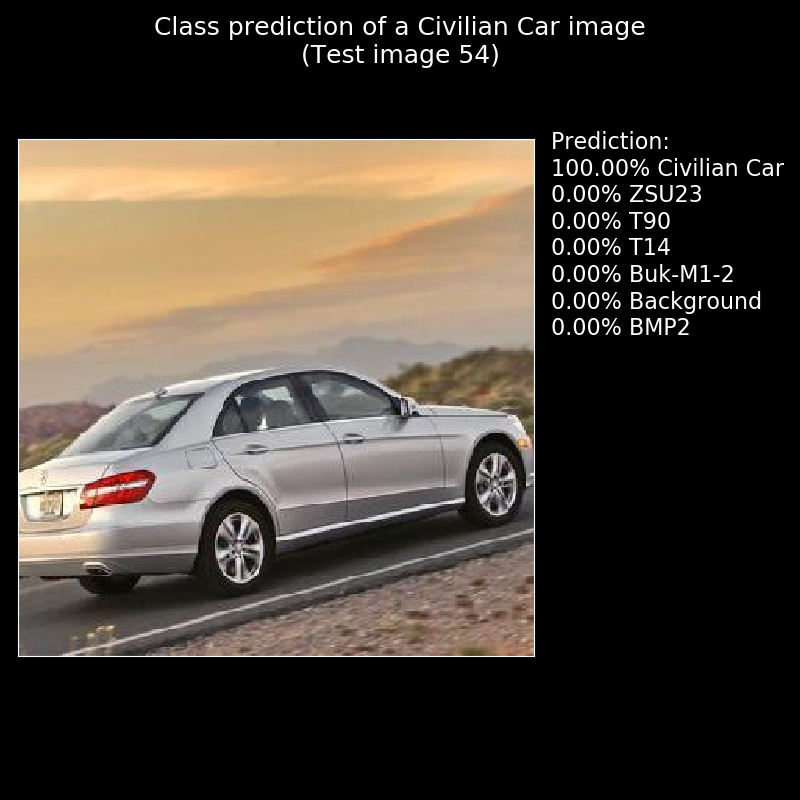 Class prediction of a Civilian Car image
(Test image 54)
Prediction:
100.00% Civilian Car
0.00% ZSU23
0.00% T90
0.00% T14
0.00% Buk-M1-2
0.00% Background
0.00% BMP2